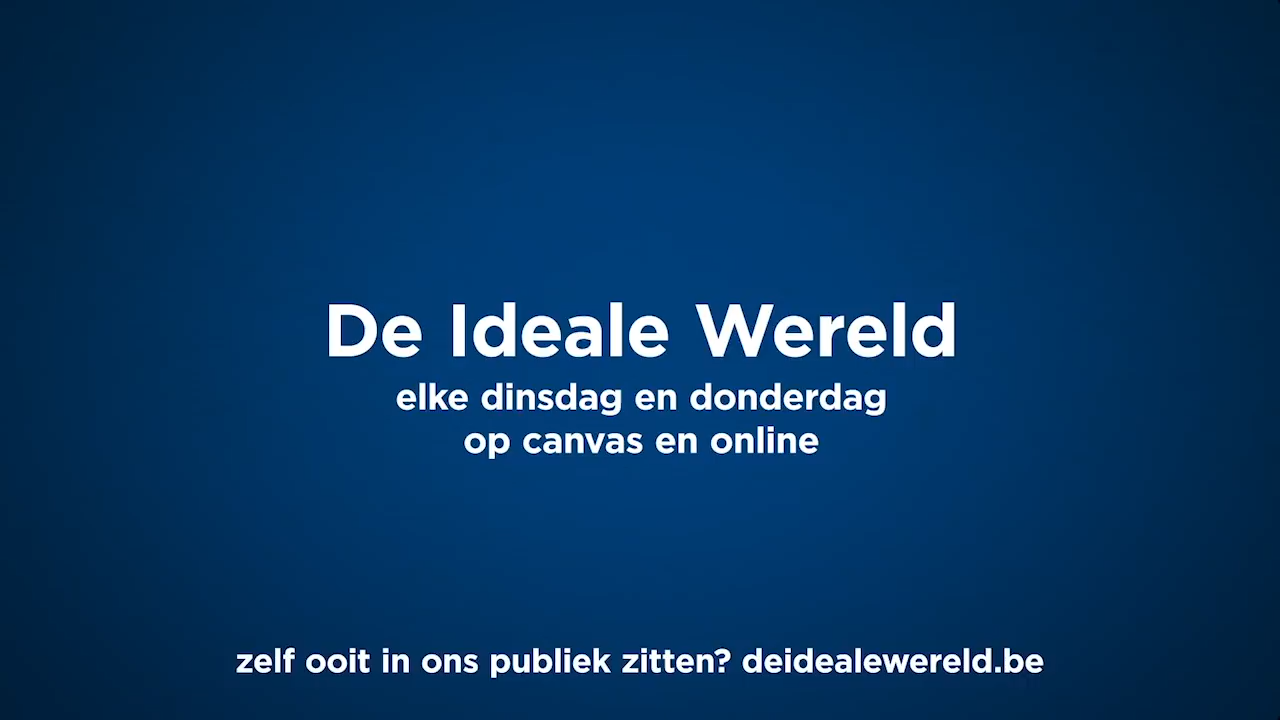 De Ideale Wereld
elke dinsdag en donderdag
op canvas en online
zelf ooit in ons publiek zitten? deidealewereld.be